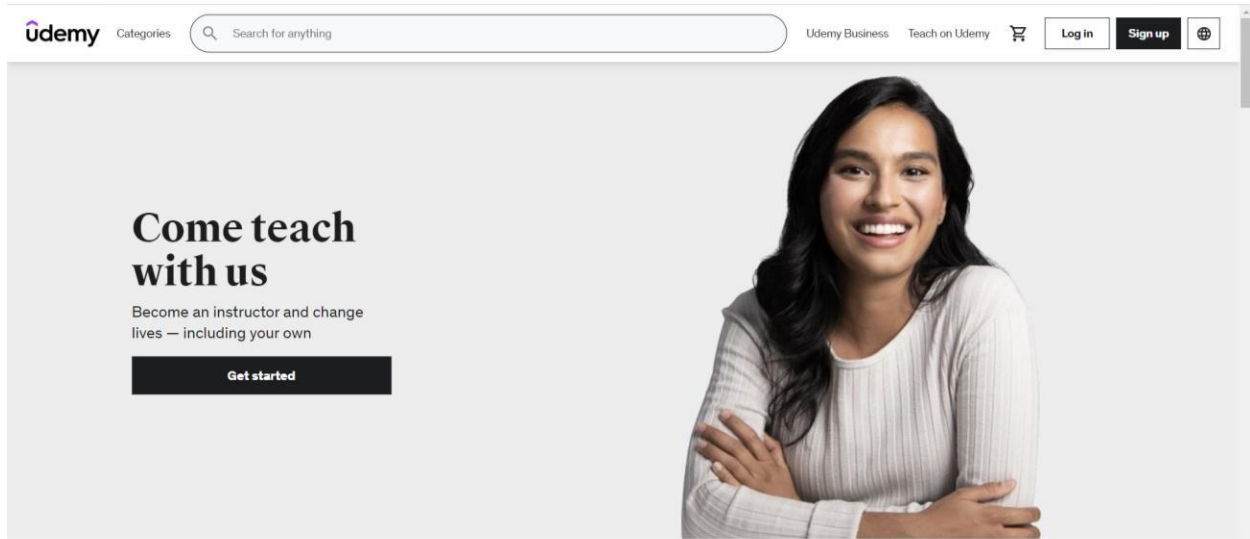 ûdemy Categories Search for anything Udemy Business Teach on Udemy Log in Sign up
Come teach
with us
Become an instructor and change
lives — including your own
Get started